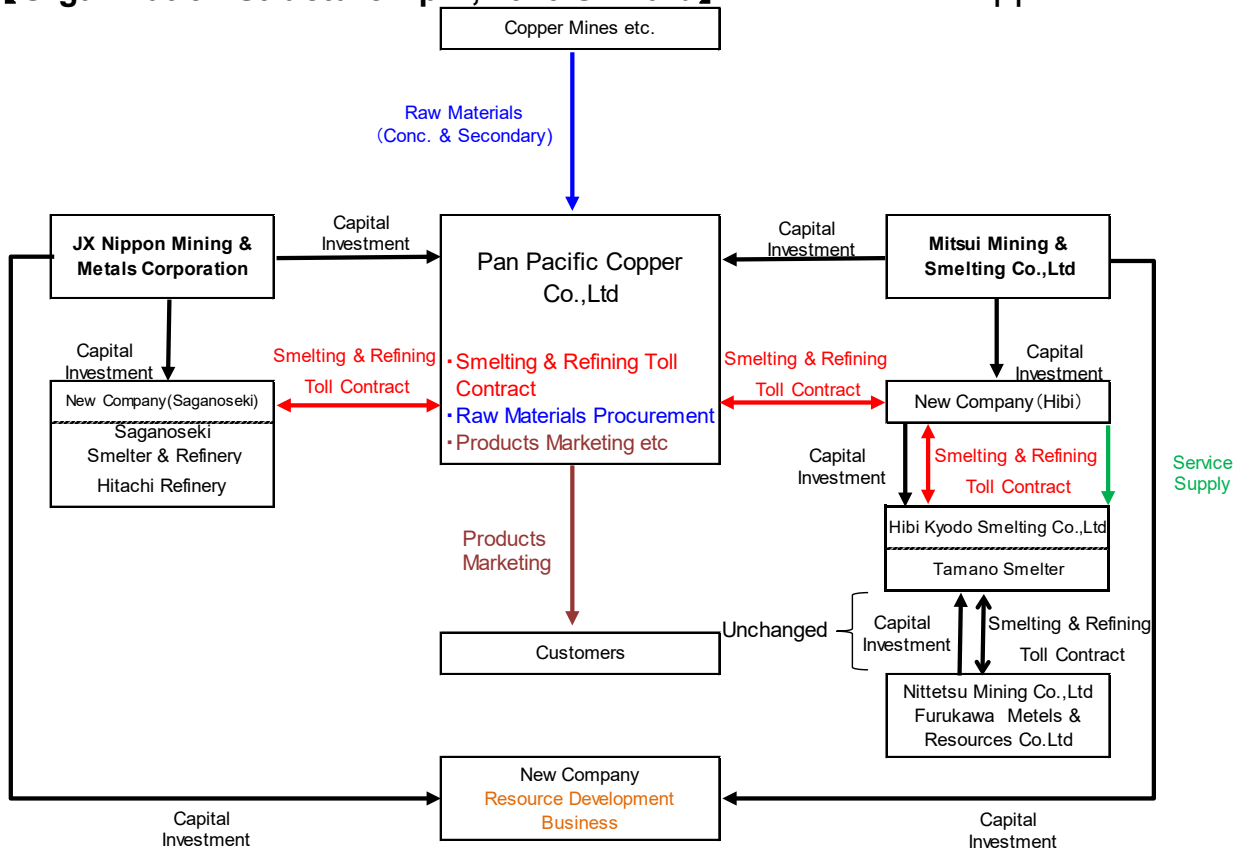 Copper Mines etc.
Raw Materials
(Conc. & Secondary)
JX Nippon Mining &
Metals Corporation
Capital
Investment
Pan Pacific Copper
Co.,Ltd
・Smelting & Refining Toll
Contract
・Raw Materials Procurement
・Products Marketing etc
Capital
Investment
Mitsui Mining &
Smelting Co.,Ltd
Capital
Investment
Smelting & Refining
Toll Contract
Smelting & Refining
Toll Contract
Capital
Investment
New Company(Saganoseki)
Saganoseki
Smelter & Refinery
Hitachi Refinery
New Company(Hibi)
Capital
Investment
Smelting & Refining
Toll Contract
Service
Supply
Hibi Kyodo Smelting Co.,Ltd
Tamano Smelter
Products
Marketing
Customers
Unchanged
Capital
Investment
Smelting & Refining
Toll Contract
Nittetsu Mining Co.,Ltd
Furukawa Metels &
Resources Co.Ltd
New Company
Resource Development
Business
Capital
Investment
Capital
Investment